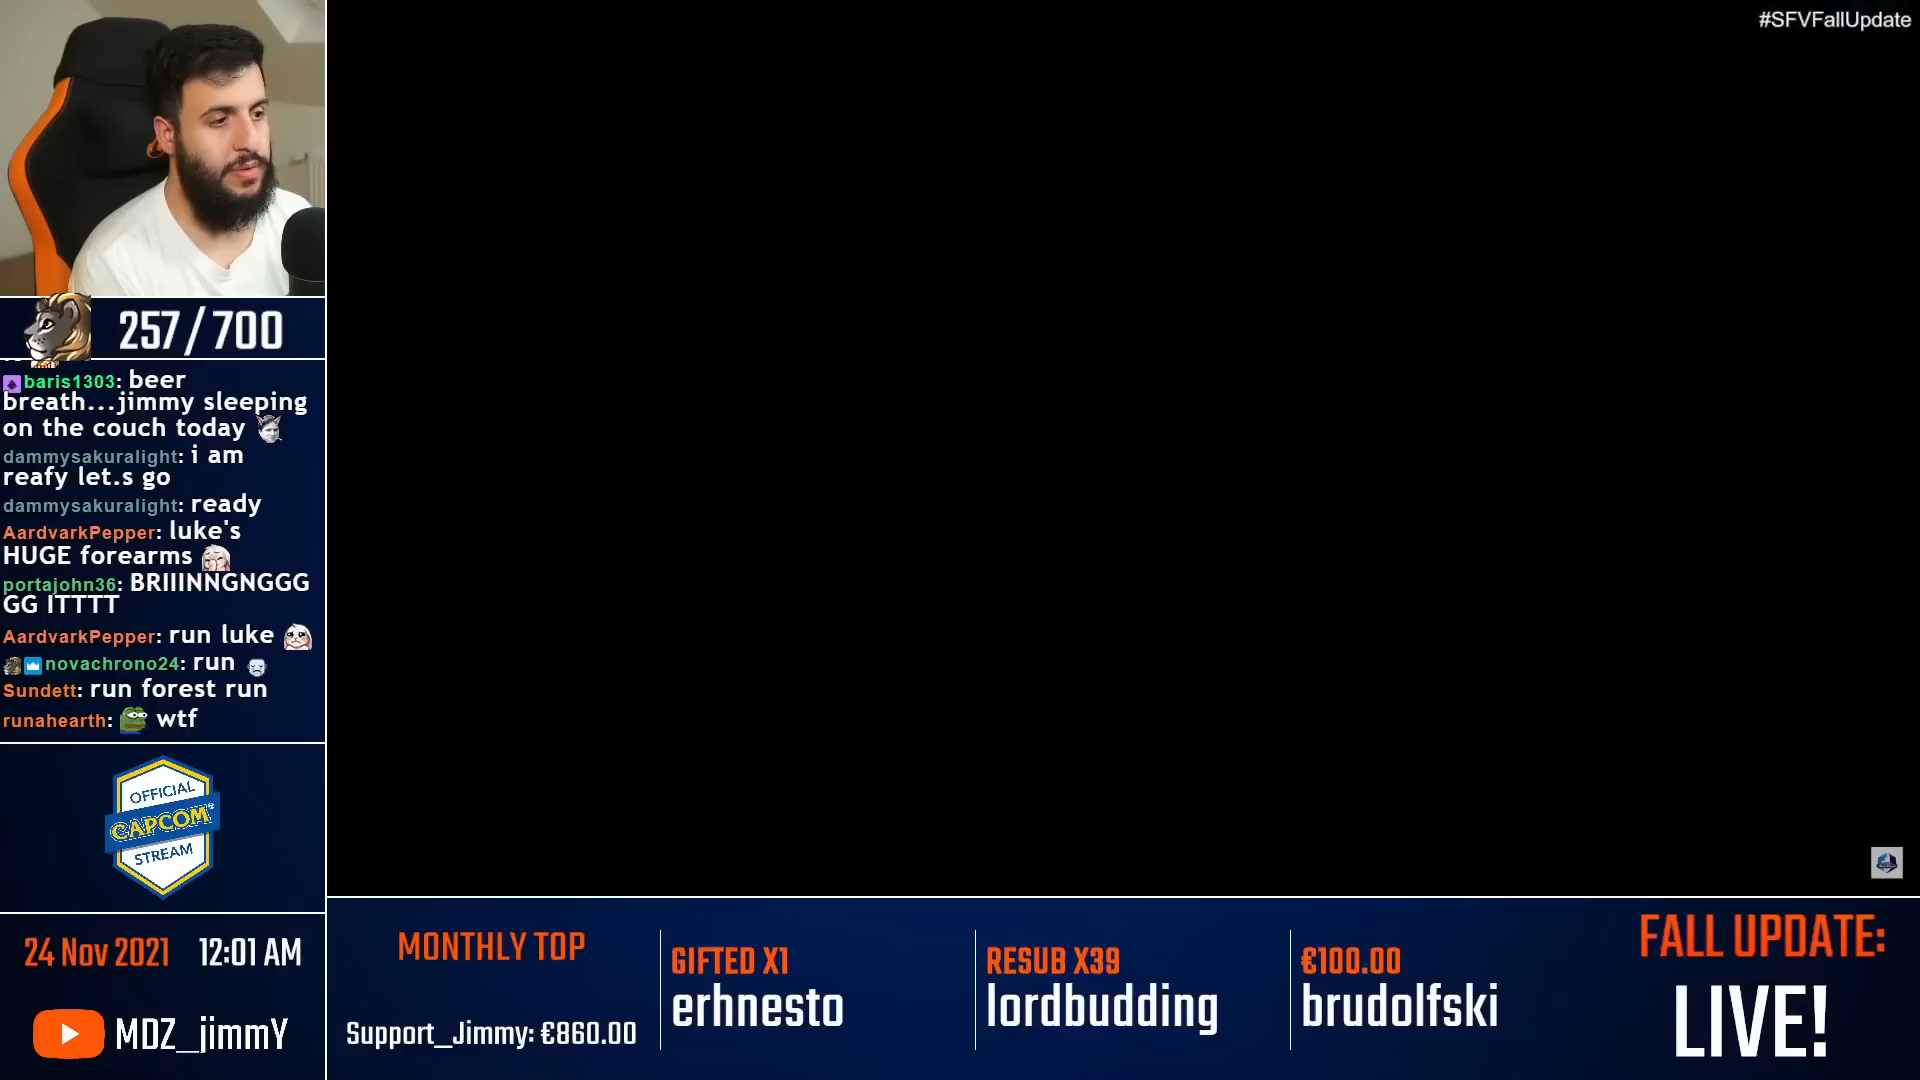 #SFVFallUpdate
257/700
baris1303: beer
breath...jimmy sleeping
on the couch today
dammysakuralight: i am
reafy let.s go
dammysakuralight: ready
AardvarkPepper: luke's
HUGE forearms
portajohn36: BRIIINNGNGGG
GG ITTTT
AardvarkPepper: run luke
novachrono24: run
Sundett: run forest run
runahearth: wtf
OFFICIAL
CAPCOM
STREAM
24 Nov 2021 12:01 AM
MDZ_jimmY
MONTHLY TOP
Support_Jimmy: €860.00
GIFTED X1
erhnesto
RESUB X39
lordbudding
€100.00
brudolfski
FALL UPDATE:
LIVE!